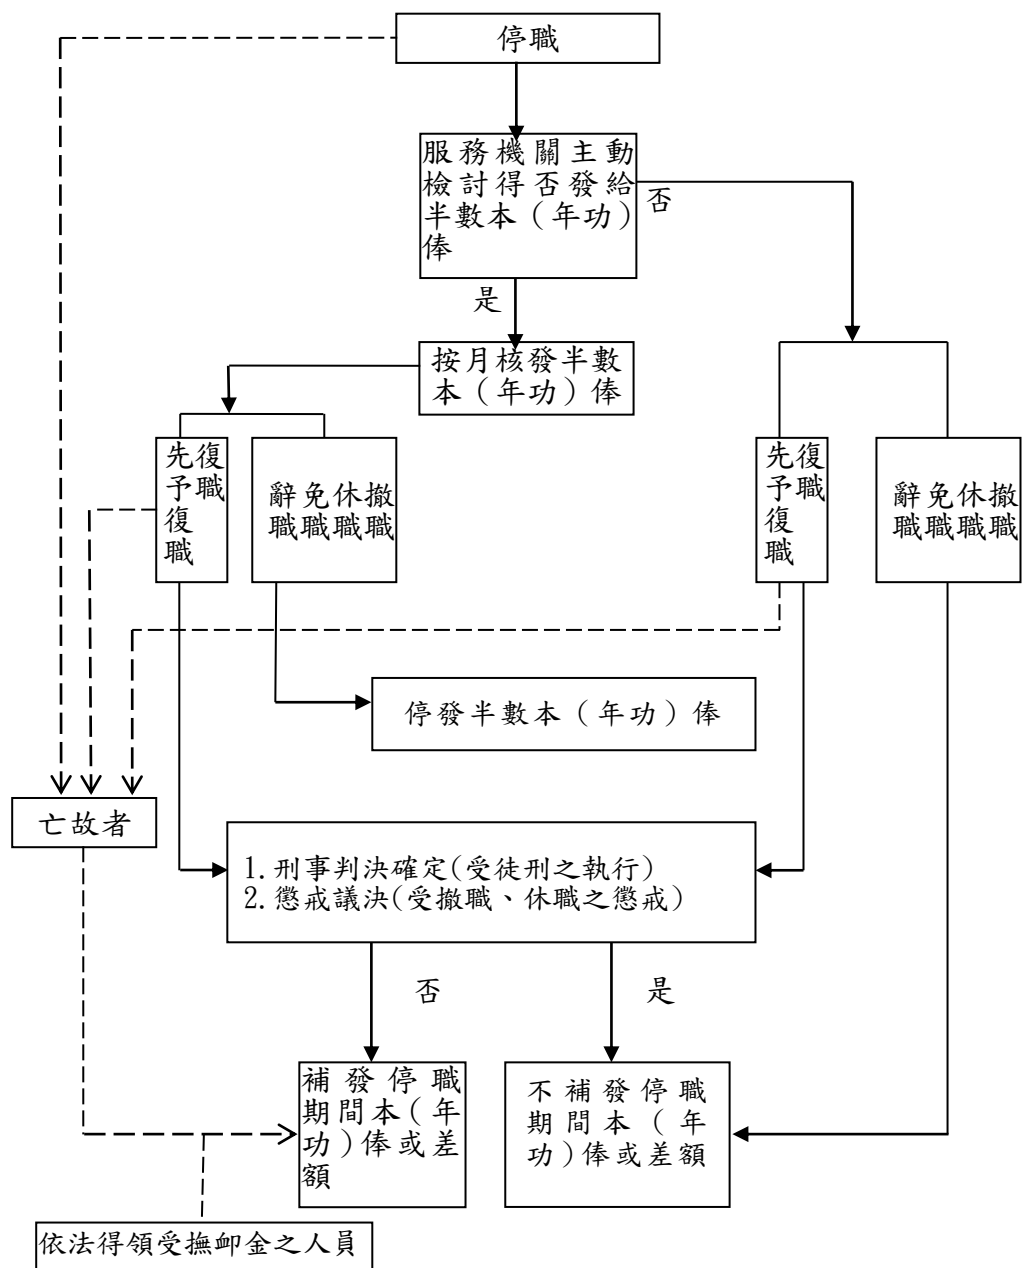 停職
服務機關主動
檢討得否發給
半數本（年功）
俸
否
是
按月核發半數
本（年功）俸
復職
先予復職
撤職
休職
免職
辭職
復職
先予復職
撤職
休職
免職
辭職
停發半數本（年功）俸
亡故者
1.刑事判決確定(受徒刑之執行)
2.懲戒議決(受撤職、休職之懲戒)
否
是
補發停職
期間本（年
功）俸或差
額
不補發停職
期間本（年
功）俸或差額
依法得領受撫卹金之人員